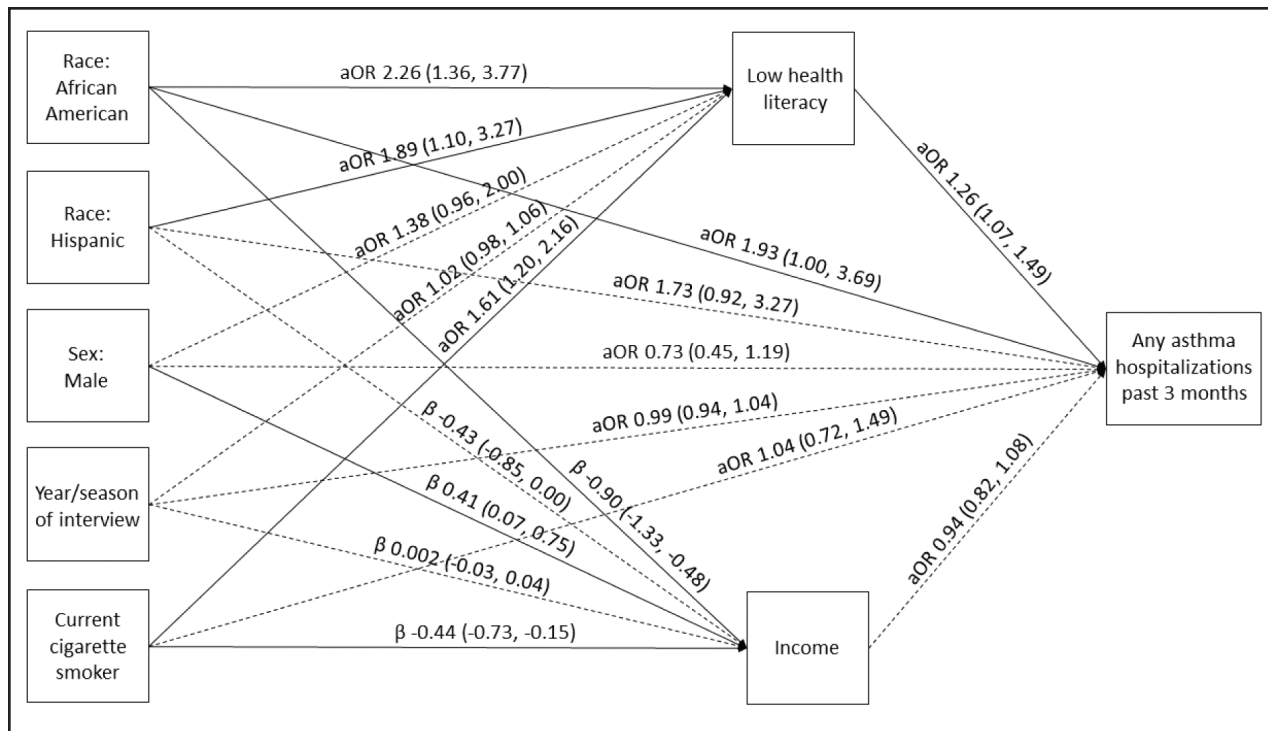 Race:
African
American
Race:
Hispanic
Sex:
Male
Year/season
of interview
Current
cigarette
smoker
aOR 2.26 (1.36, 3.77)
aOR 1.89 (1.10, 3.27)
aOR 1.38 (0.96, 2.00)
aOR 1.02 (0.98, 1.06)
aOR 1.61 (1.20, 2.16)
aOR 1.93 (1.00, 3.69)
aOR 1.73 (0.92, 3.27)
aOR 0.73 (0.45, 1.19)
aOR 0.99 (0.94, 1.04)
aOR 1.04 (0.72, 1.49)
β -0.43 (-0.85, 0.00)
β -0.90 (-1.33, -0.48)
β 0.41 (0.07, 0.75)
β 0.002 (-0.03, 0.04)
β -0.44 (-0.73, -0.15)
Low health
literacy
Income
aOR 1.26 (1.07, 1.49)
aOR 0.94 (0.82, 1.08)
Any asthma
hospitalizations
past 3 months